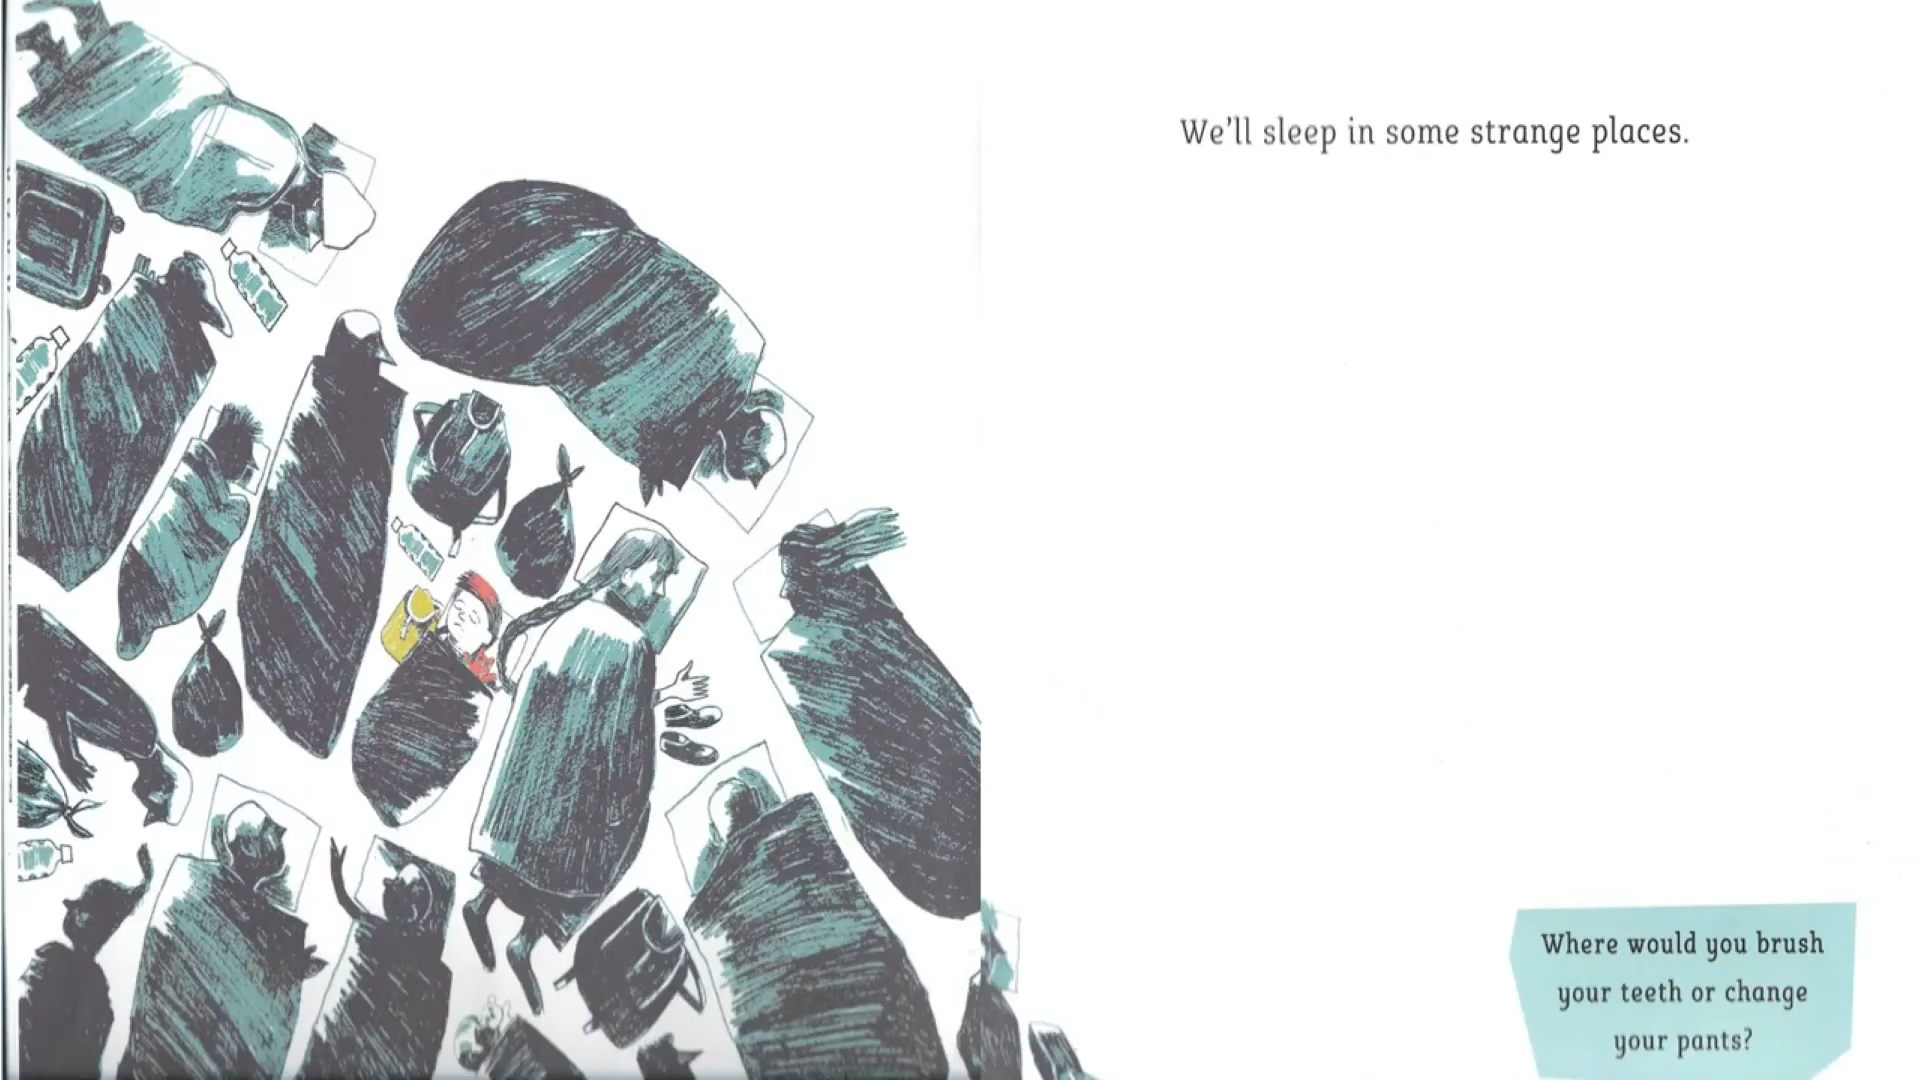 We'll sleep in some strange places.
Where would you brush
your teeth or change
your pants?